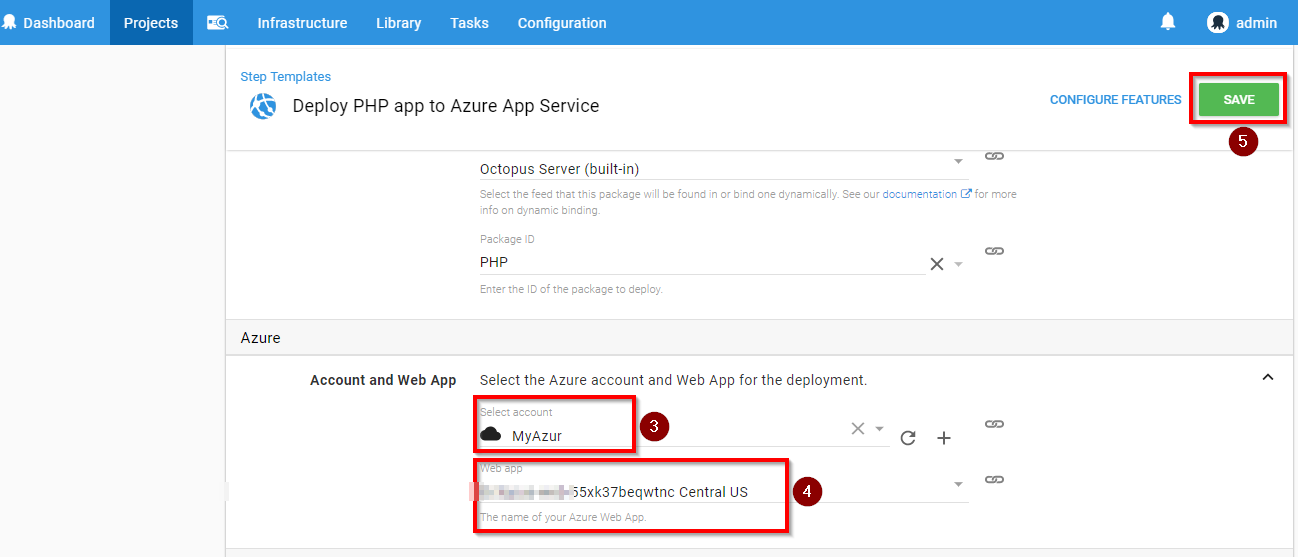 Dashboard Projects Infrastructure Library Tasks Configuration admin
Step Templates
Deploy PHP app to Azure App Service
CONFIGURE FEATURES
SAVE
5
Octopus Server (built-in)
Select the feed that this package will be found in or bind one dynamically. See our documentation for more
info on dynamic binding.
Package ID
PHP
Enter the ID of the package to deploy.
Azure
Account and Web App Select the Azure account and Web App for the deployment.
Select account
MyAzur
3
Web app
55xk37beqwtnc Central US
4
The name of your Azure Web App.